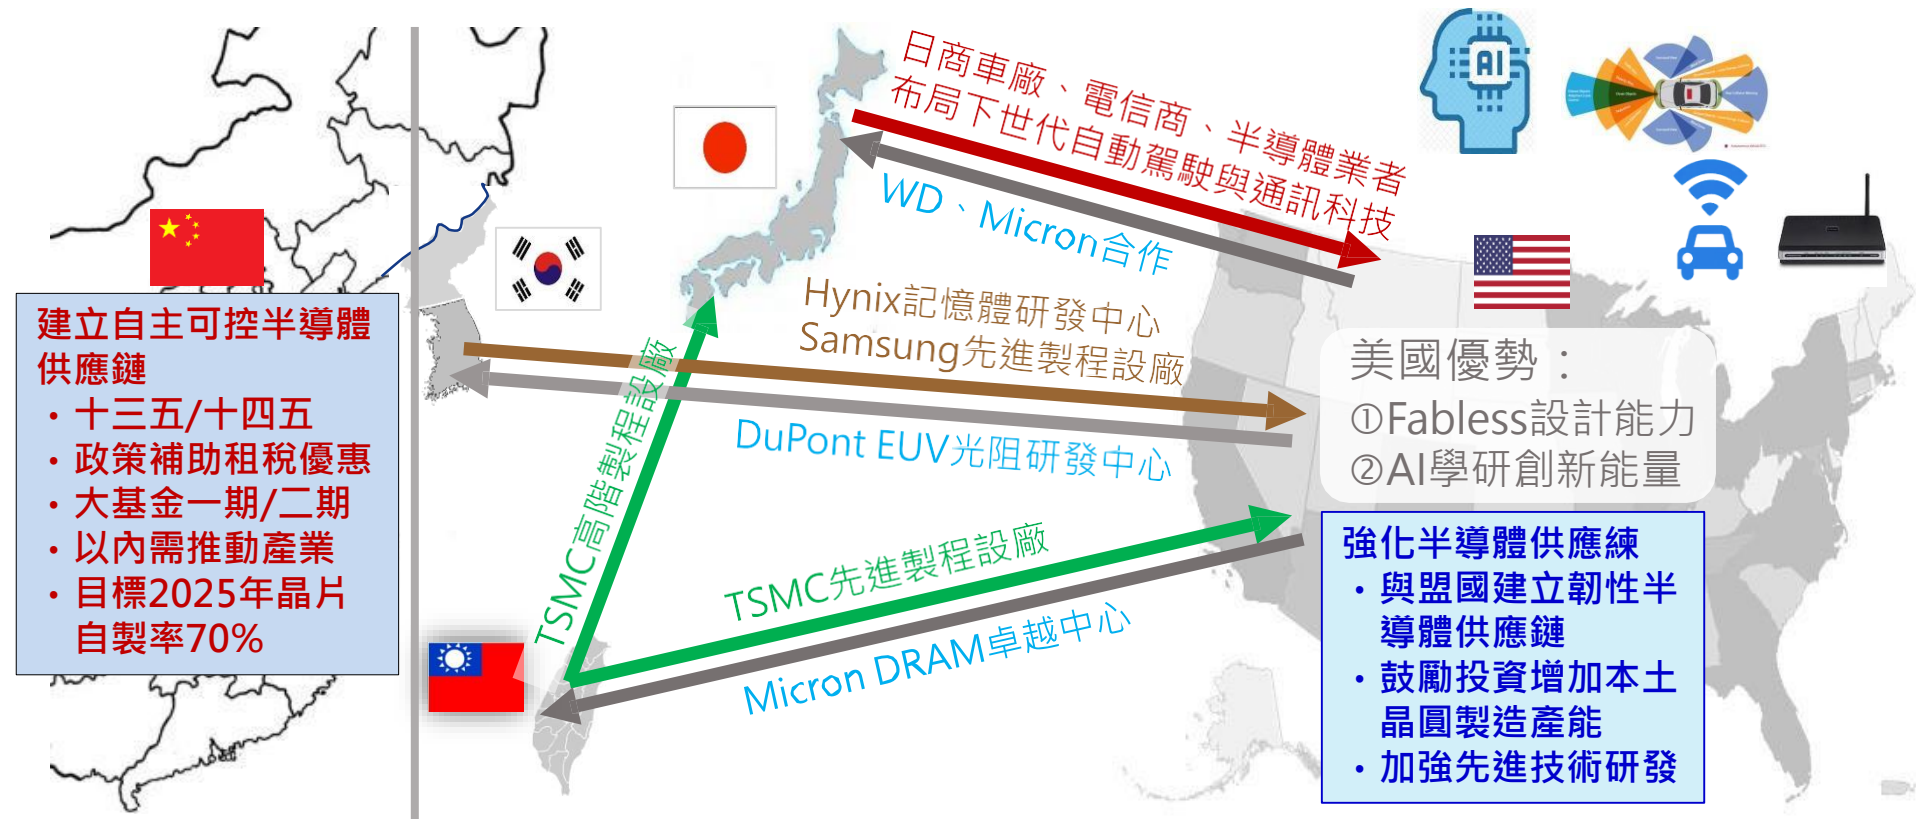 日商車廠、電信商、半導體業者
布局下世代自動駕駛與通訊科技
WD、Micron合作
AI
建立自主可控半導體
供應鏈
・十三五/十四五
・政策補助租稅優惠
・大基金一期/二期
・以內需推動產業
・目標2025年晶片
自製率70%
Hynix記憶體研發中心
Samsung先進製程設廠
DuPont EUV光阻研發中心
TSMC高階製程設廠
TSMC先進製程設廠
Micron DRAM卓越中心
美國優勢：
①Fabless設計能力
②AI學研創新能量
強化半導體供應練
・與盟國建立韌性半
導體供應鏈
・鼓勵投資增加本土
晶圓製造產能
・加強先進技術研發